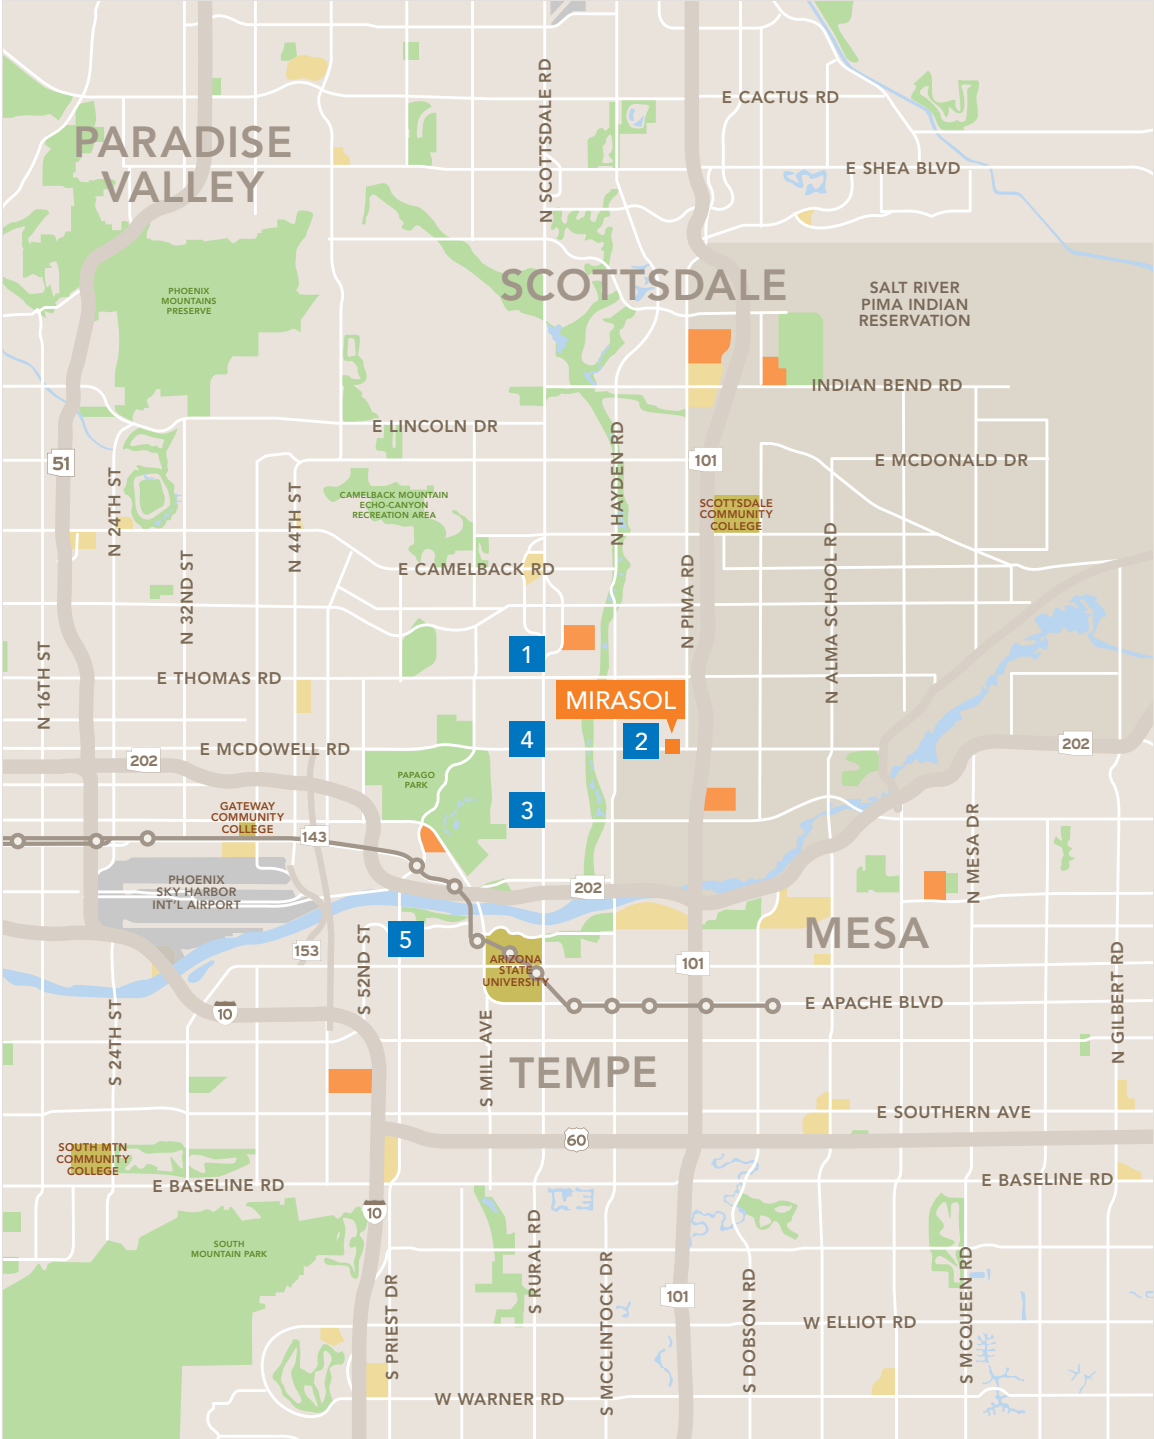 N SCOTTSDALE RD
E CACTUS RD
PARADISE
VALLEY
E SHEA BLVD
SCOTTSDALE
SALT RIVER
PIMA INDIAN
RESERVATION
PHOENIX
MOUNTAINS
PRESERVE
INDIAN BEND RD
E LINCOLN DR
N HAYDEN RD
51
101
E MCDONALD DR
N 24TH ST
N 44TH ST
CAMELBACK MOUNTAIN
ECHO-CANYON
RECREATION AREA
SCOTTSDALE
COMMUNITY
COLLEGE
N 32ND ST
E CAMELBACK RD
N PIMA RD
N ALMA SCHOOL RD
N 16TH ST
1
E THOMAS RD
MIRASOL
4
2
E MCDOWELL RD
202
202
PAPAGO
PARK
3
GATEWAY
COMMUNITY
COLLEGE
143
N MESA DR
PHOENIX
SKY HARBOR
INT'L AIRPORT
202
S 52ND ST
5
MESA
153
ARIZONA
STATE
UNIVERSITY
101
N GILBERT RD
10
E APACHE BLVD
S 24TH ST
S MILL AVE
TEMPE
E SOUTHERN AVE
60
SOUTH MTN
COMMUNITY
COLLEGE
E BASELINE RD
E BASELINE RD
10
SOUTH
MOUNTAIN PARK
S RURAL RD
S PRIEST DR
S MCCLINTOCK DR
101
S DOBSON RD
W ELLIOT RD
S MCQUEEN RD
W WARNER RD